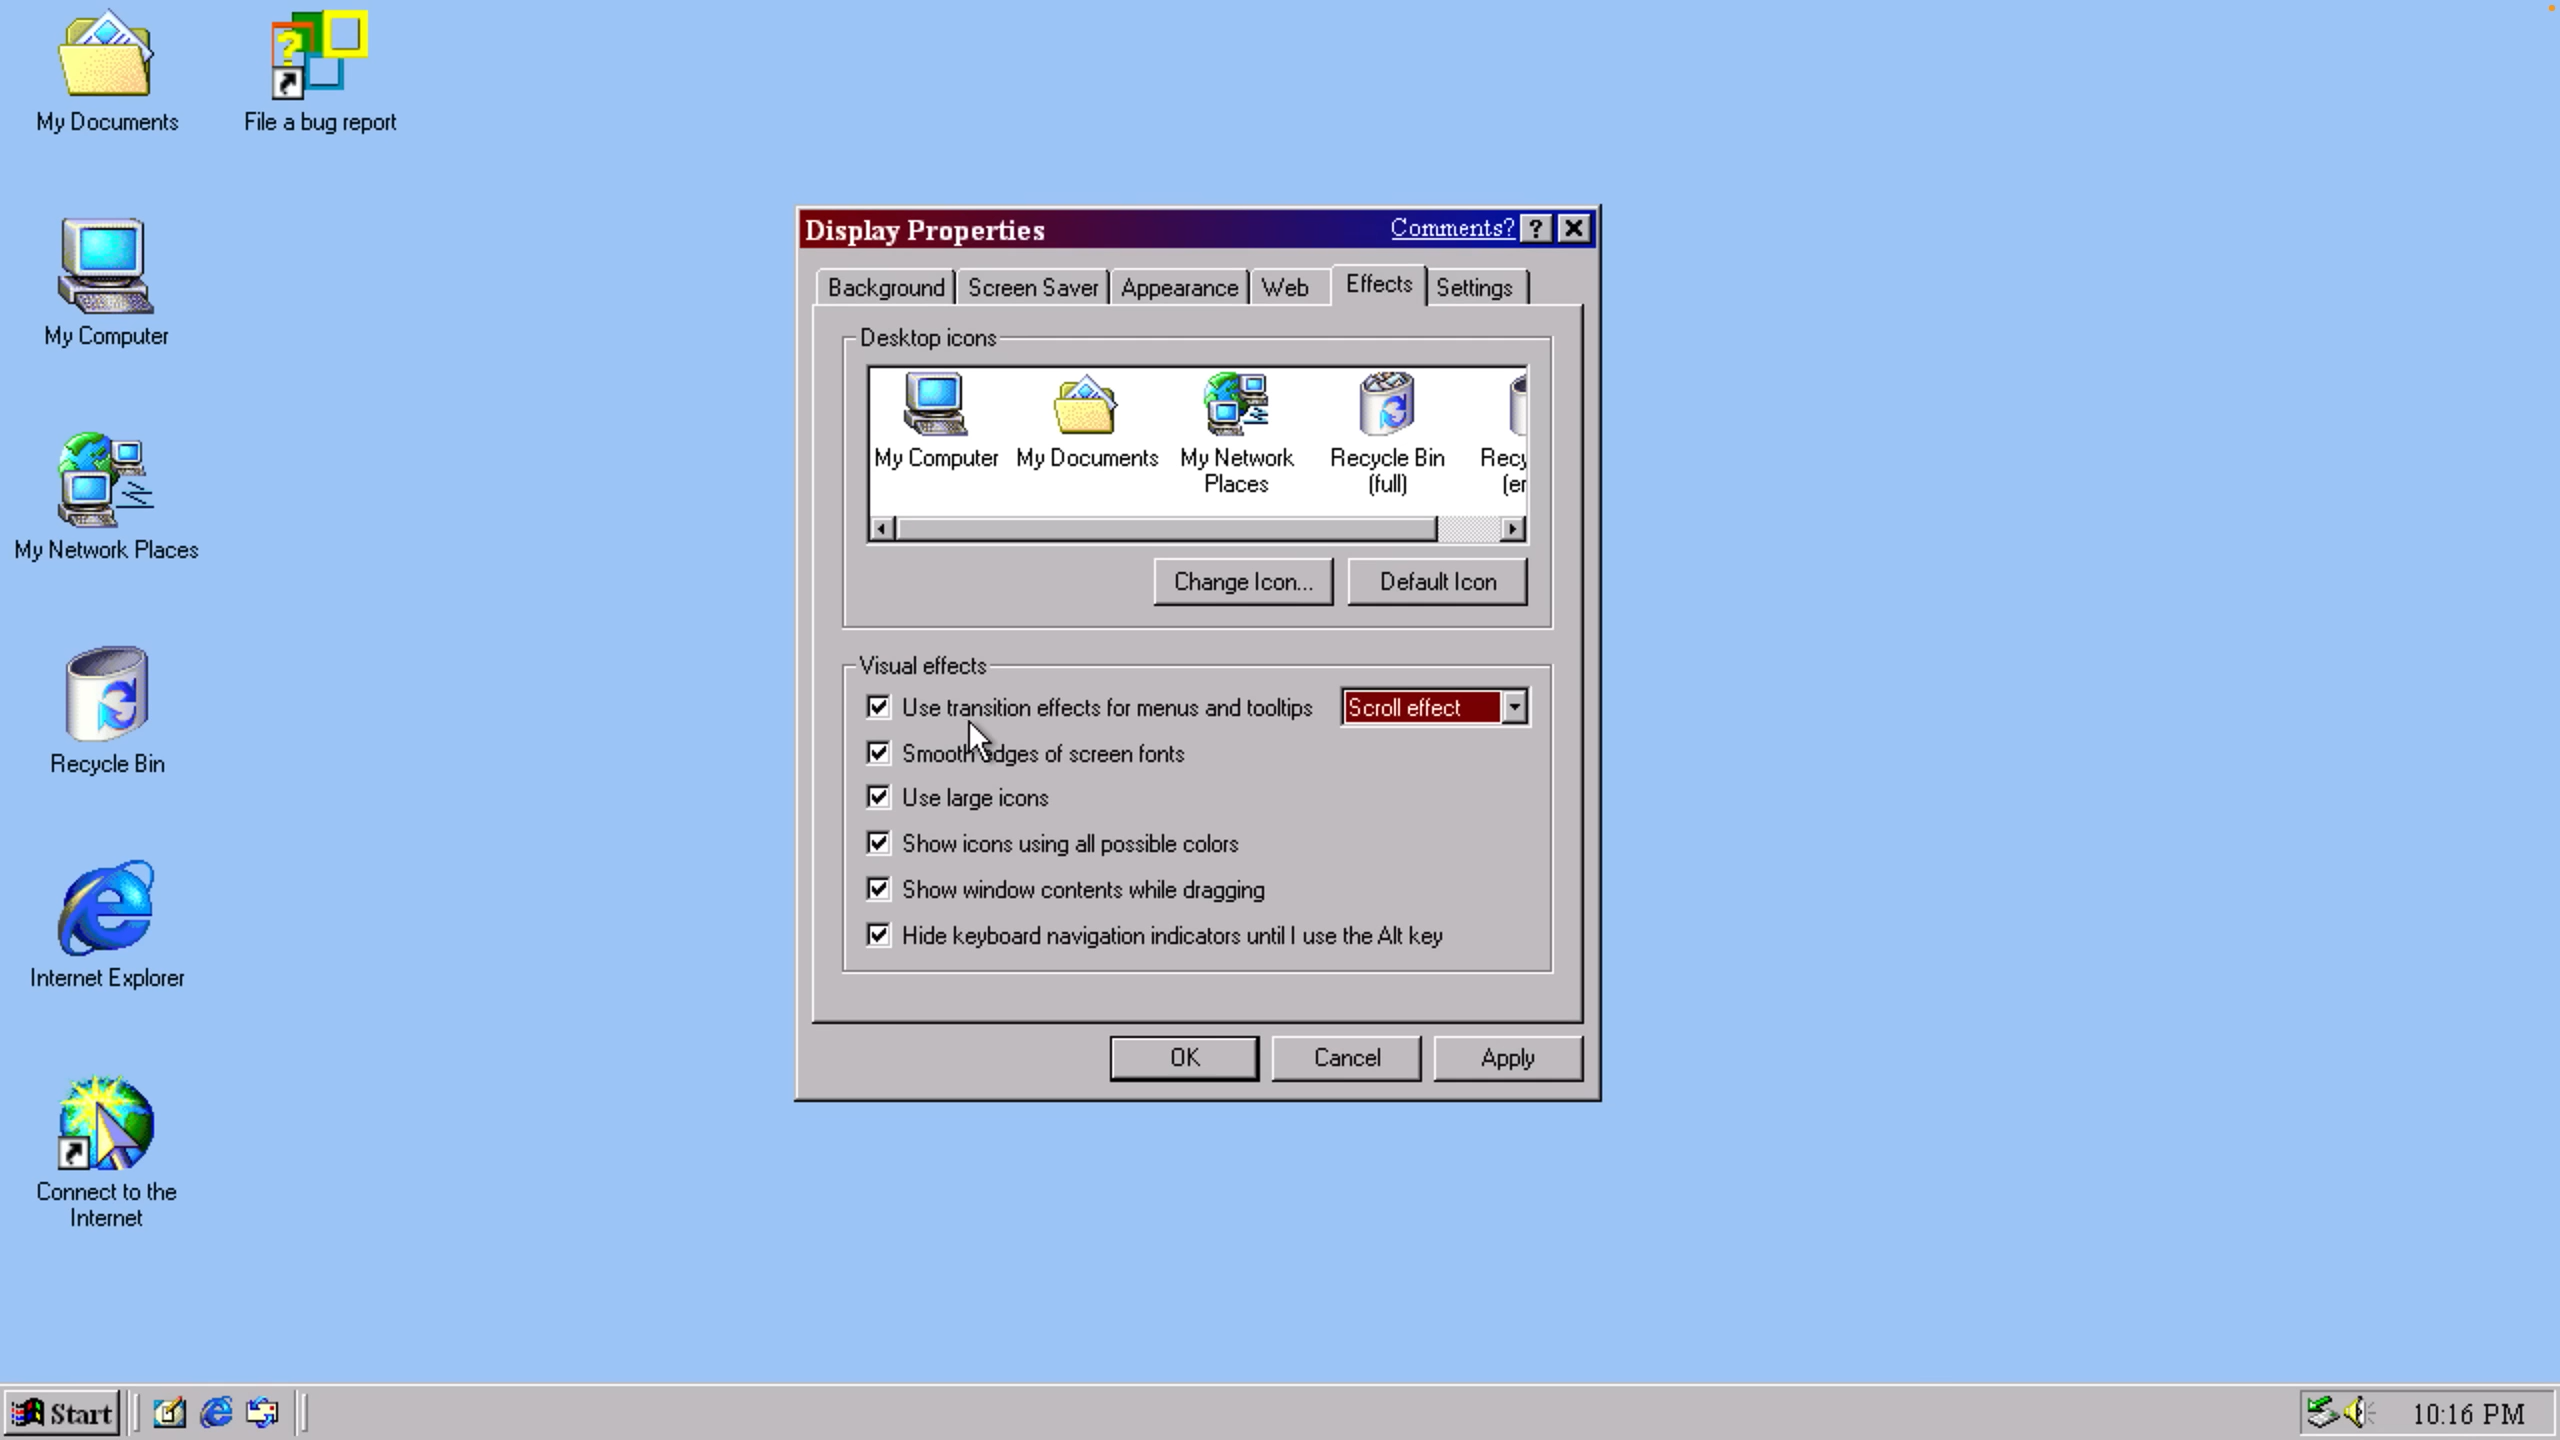 My Documents
File a bug report
My Computer
My Network Places
Recycle Bin
Internet Explorer
Connect to the
Internet
Display Properties
Comments?
Background
Screen Saver
Appearance
Web
Effects
Settings
Desktop icons
My Computer
My Documents
My Network
Places
Recycle Bin
(full)
Recy
(er
Change Icon...
Default Icon
Visual effects
Use transition effects for menus and tooltips
Scroll effect
Smooth edges of screen fonts
Use large icons
Show icons using all possible colors
Show window contents while dragging
Hide keyboard navigation indicators until I use the Alt key
OK
Cancel
Apply
Start
10:16 PM